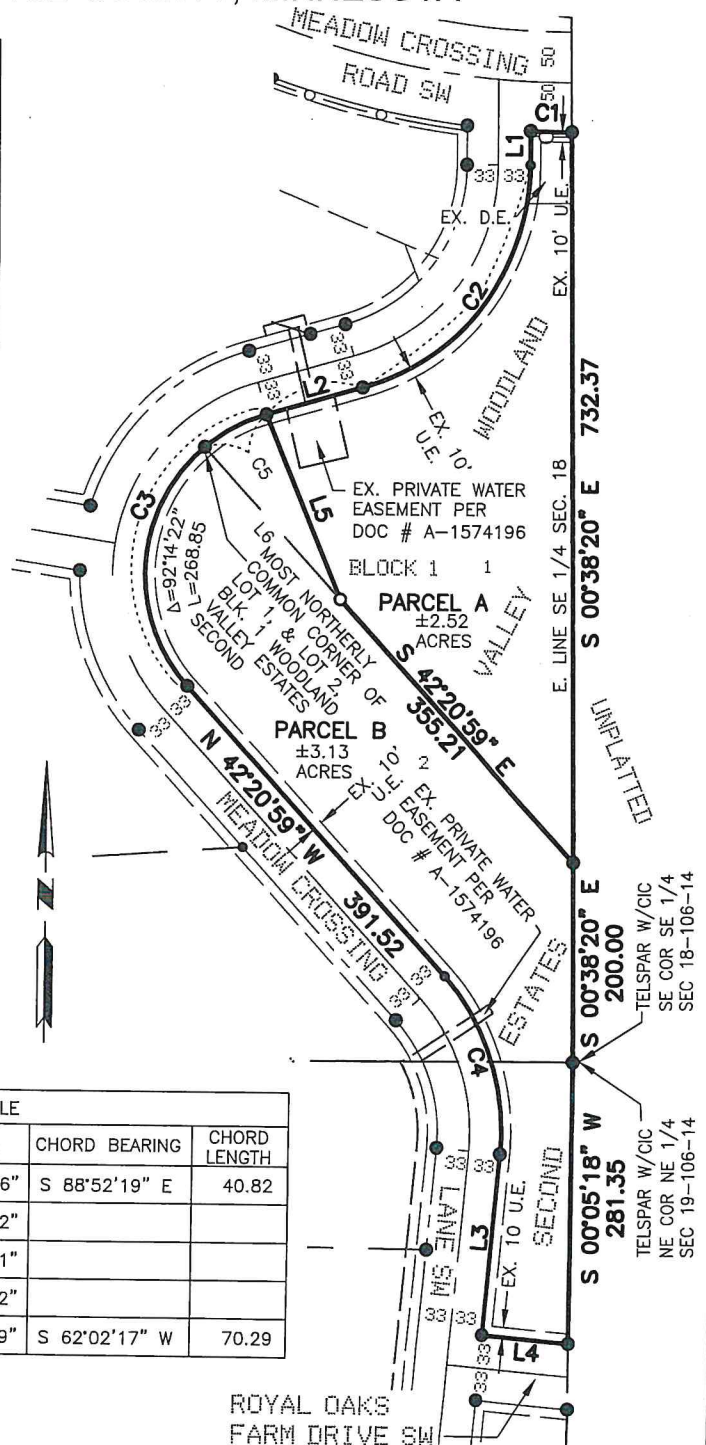 MEADOW CROSSING
ROAD SW
50
50
C1
L1
33
33
EX. D.E.
EX. 10' U.E.
C2
WOODLAND
33
33
L2
EX. 10'
U.E.
C3
Δ=92°14'22"
L=268.85
C5
L5
L6
EX. PRIVATE WATER
EASEMENT PER
DOC # A-1574196
BLOCK 1
1
PARCEL A
±2.52
ACRES
VALLEY
E. LINE SE 1/4 SEC. 18
S 00°38'20" E 732.37
MOST NORTHERLY
COMMON CORNER OF
LOT 1, & LOT 2,
BLK. 1 WOODLAND
VALLEY ESTATES
SECOND
S 42°20'59" E
355.21
PARCEL B
±3.13
ACRES
2
EX. 10'
U.E.
EX. PRIVATE WATER
EASEMENT PER
DOC # A-1574196
UNPLATTED
33
33
N 42°20'59" W 391.52
MEADOW CROSSING
N
33
33
ESTATES
S 00°38'20" E
200.00
TELSPAR W/CIC
SE COR SE 1/4
SEC 18-106-14
C4
33
33
LANE SW
L3
EX. 10 U.E.
SECOND
S 00°05'18" W
281.35
TELSPAR W/CIC
NE COR NE 1/4
SEC 19-106-14
33
33
L4
33
33
ROYAL OAKS
FARM DRIVE SW
LE
CHORD BEARING
CHORD
LENGTH
6" S 88°52'19" E 40.82
2"
1"
2"
9" S 62°02'17" W 70.29